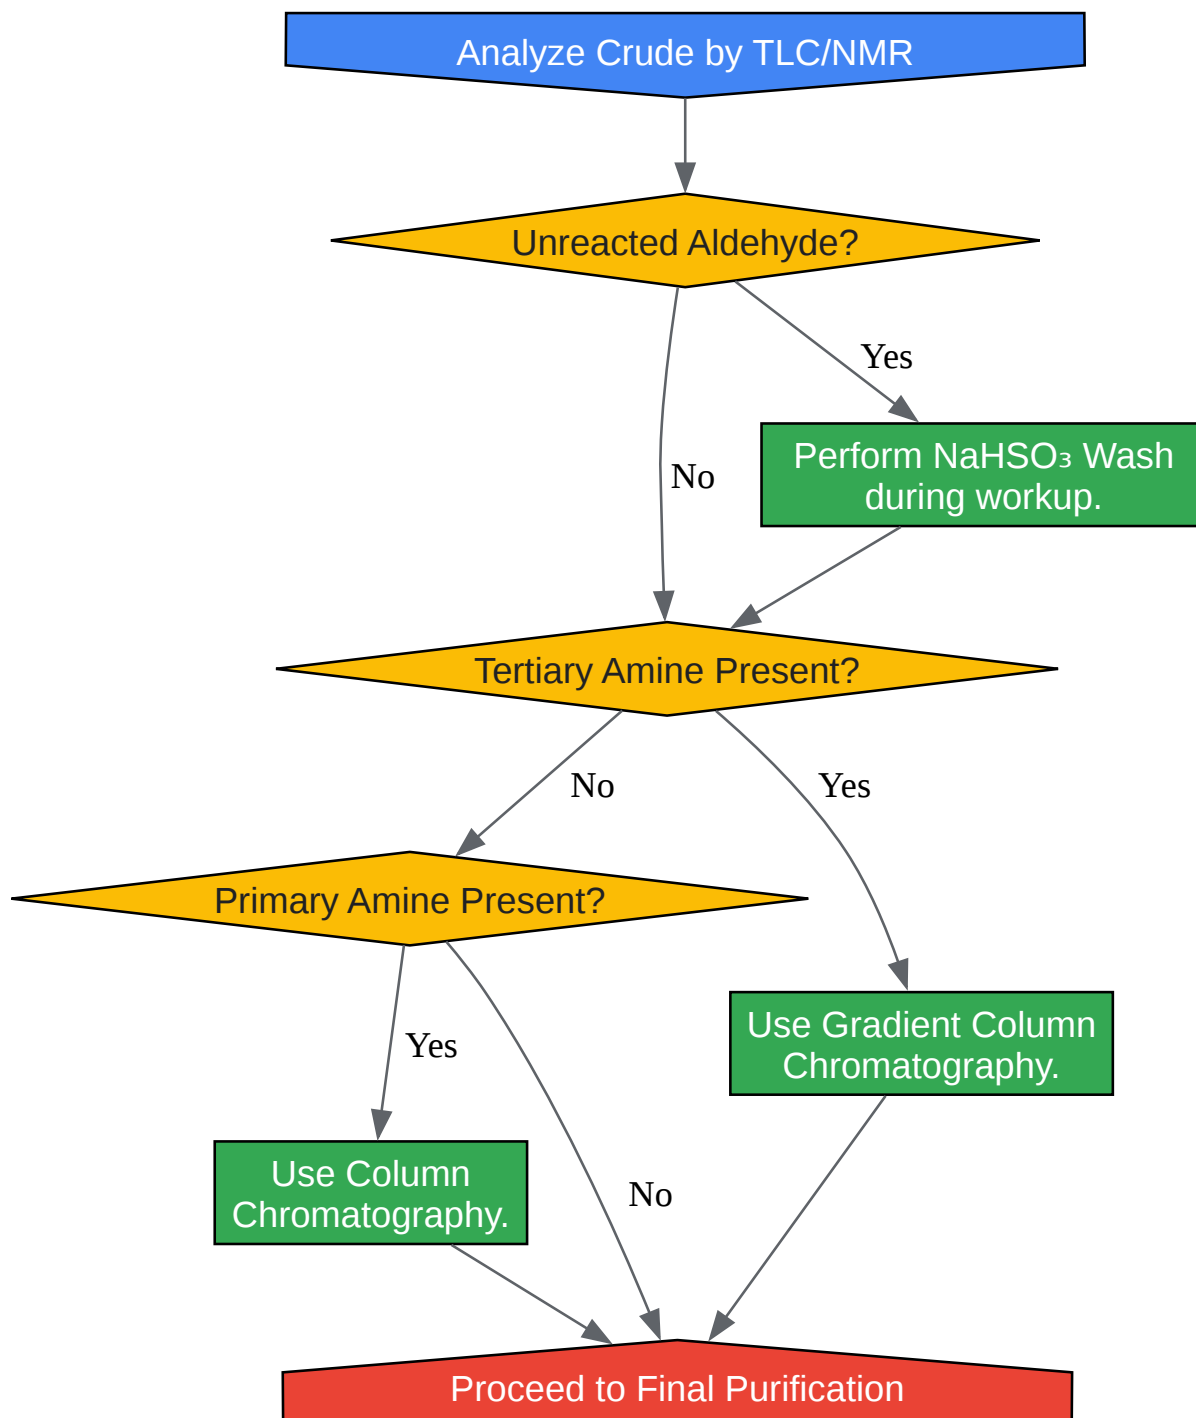 Analyze Crude by TLC/NMR
Unreacted Aldehyde?
Yes
Perform NaHSO₃ Wash
during workup.
No
Tertiary Amine Present?
No
Yes
Primary Amine Present?
Use Gradient Column
Chromatography.
Yes
Use Column
Chromatography.
No
Proceed to Final Purification